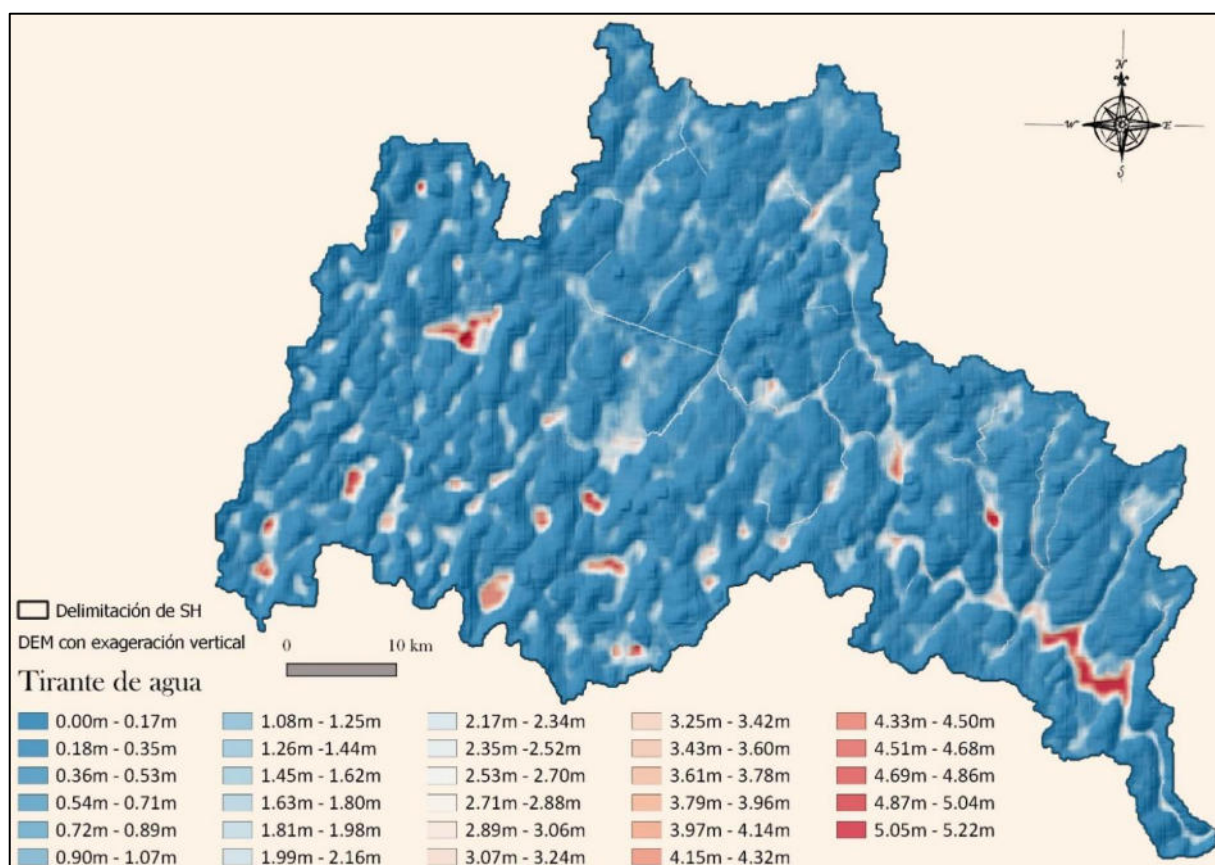 N
W
E
S
Delimitación de SH
DEM con exageración vertical
0 10 km
Tirante de agua
0.00m - 0.17m
0.18m - 0.35m
0.36m - 0.53m
0.54m - 0.71m
0.72m - 0.89m
0.90m - 1.07m
1.08m - 1.25m
1.26m -1.44m
1.45m - 1.62m
1.63m - 1.80m
1.81m - 1.98m
1.99m - 2.16m
2.17m - 2.34m
2.35m -2.52m
2.53m - 2.70m
2.71m -2.88m
2.89m - 3.06m
3.07m - 3.24m
3.25m - 3.42m
3.43m - 3.60m
3.61m - 3.78m
3.79m - 3.96m
3.97m - 4.14m
4.15m - 4.32m
4.33m - 4.50m
4.51m - 4.68m
4.69m - 4.86m
4.87m - 5.04m
5.05m - 5.22m